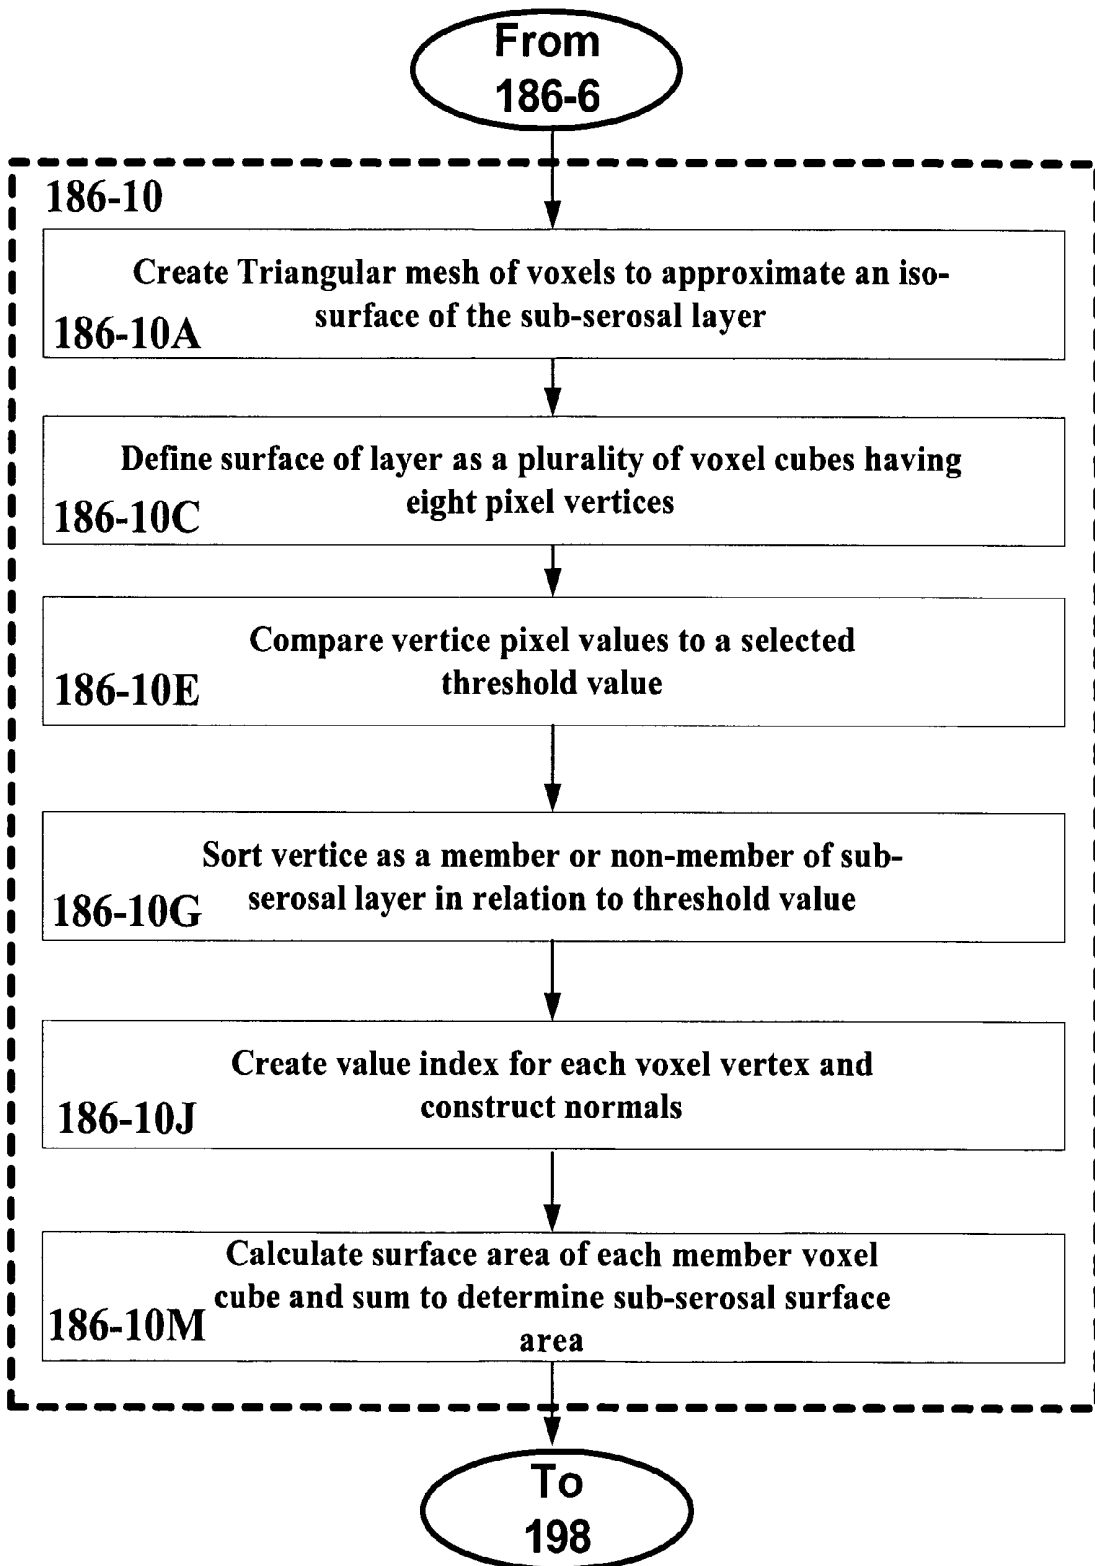 From
186-6
186-10
Create Triangular mesh of voxels to approximate an iso-
surface of the sub-serosal layer
186-10A
Define surface of layer as a plurality of voxel cubes having
eight pixel vertices
186-10C
Compare vertice pixel values to a selected
threshold value
186-10E
Sort vertice as a member or non-member of sub-
serosal layer in relation to threshold value
186-10G
Create value index for each voxel vertex and
construct normals
186-10J
Calculate surface area of each member voxel
cube and sum to determine sub-serosal surface
area
186-10M
To
198